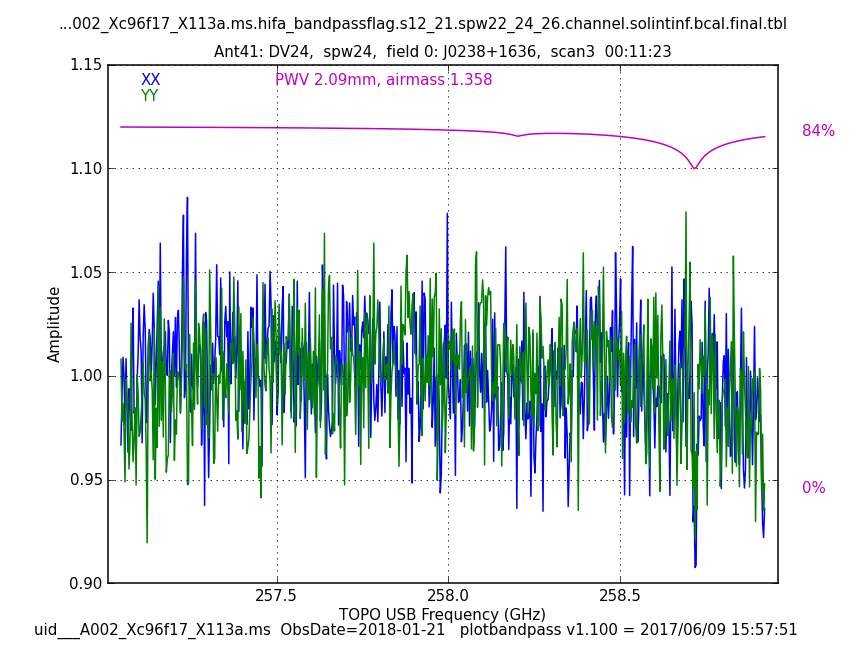 ...002_Xc96f17_X113a.ms.hifa_bandpassflag.s12_21.spw22_24_26.channel.solintinf.bcal.final.tbl
Ant41: DV24,  spw24,  field 0: J0238+1636,  scan3  00:11:23
1.15
XX
PWV 2.09mm, airmass 1.358
YY
84%
1.10
1.05
Amplitude
1.00
0.95
0%
0.90
257.5
258.0
258.5
TOPO USB Frequency (GHz)
uid___A002_Xc96f17_X113a.ms  ObsDate=2018-01-21   plotbandpass v1.100 = 2017/06/09 15:57:51